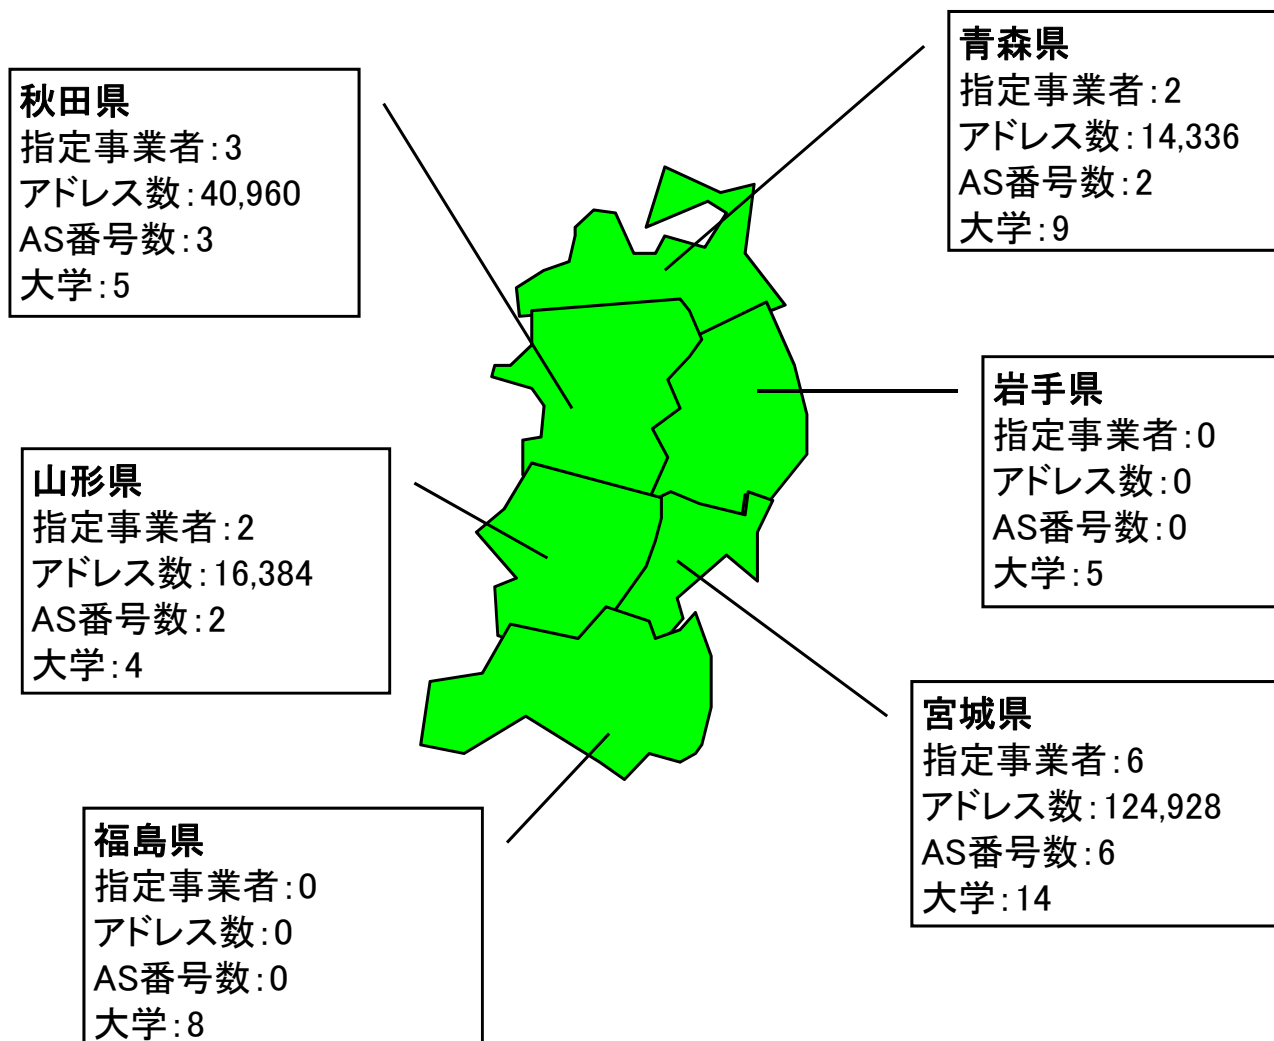 青森県
指定事業者:2
アドレス数:14,336
AS番号数:2
大学:9
秋田県
指定事業者:3
アドレス数:40,960
AS番号数:3
大学:5
岩手県
指定事業者:0
アドレス数:0
AS番号数:0
大学:5
山形県
指定事業者:2
アドレス数:16,384
AS番号数:2
大学:4
宮城県
指定事業者:6
アドレス数:124,928
AS番号数:6
大学:14
福島県
指定事業者:0
アドレス数:0
AS番号数:0
大学:8